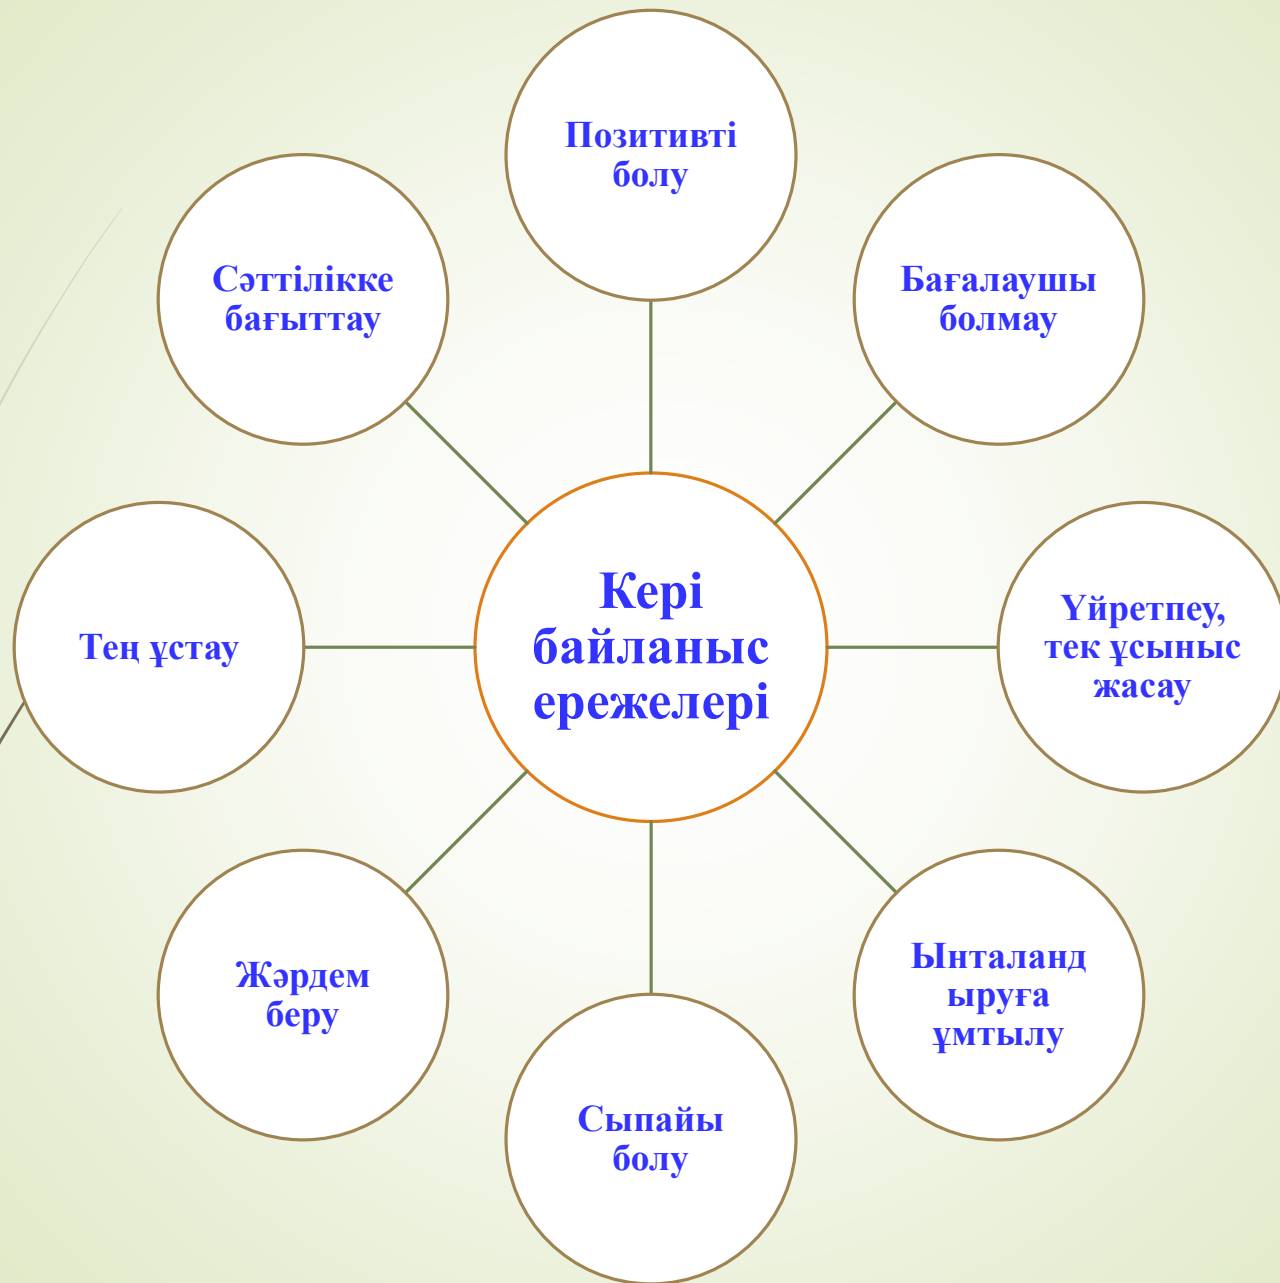 Позитивті
болу
Бағалаушы
болмау
Үйретпеу,
тек ұсыныс
жасау
Ынталанд
ыруға
ұмтылу
Сыпайы
болу
Жәрдем
беру
Тең ұстау
Сәттілікке
бағыттау
Кері
байланыс
ережелері